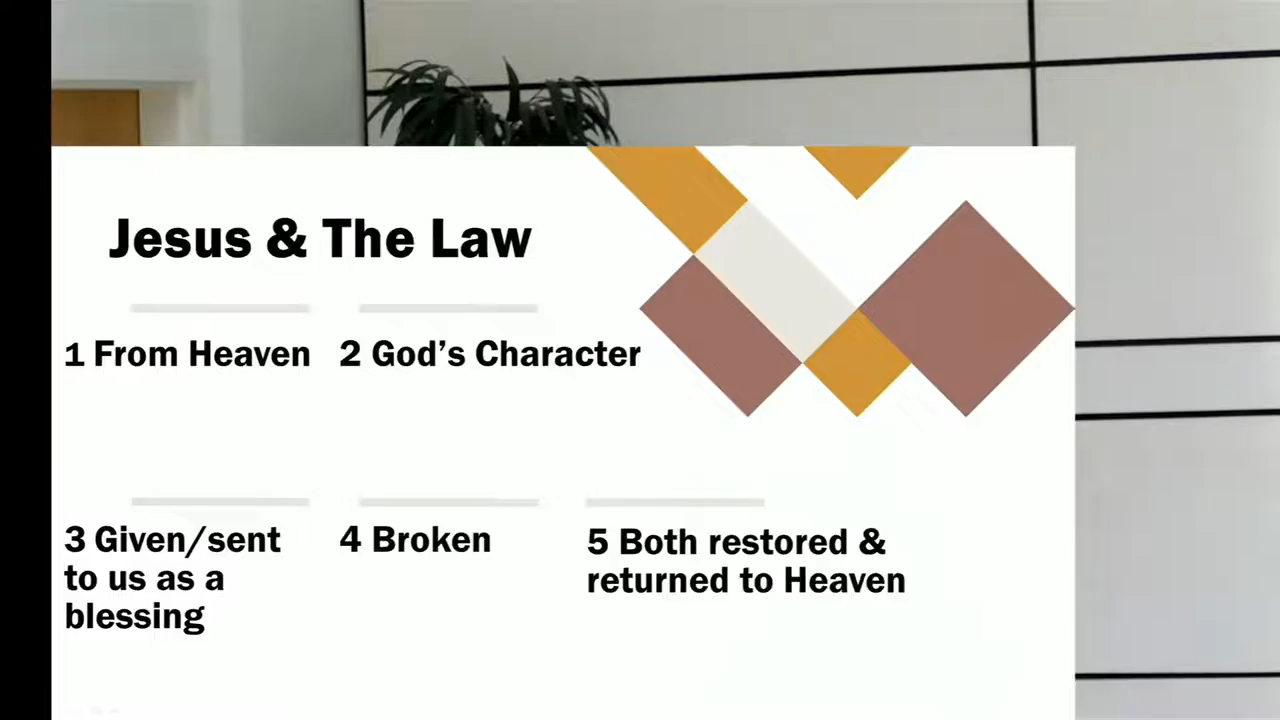 Jesus & The Law
1 From Heaven
2 God’s Character
3 Given/sent
to us as a
blessing
4 Broken
5 Both restored &
returned to Heaven